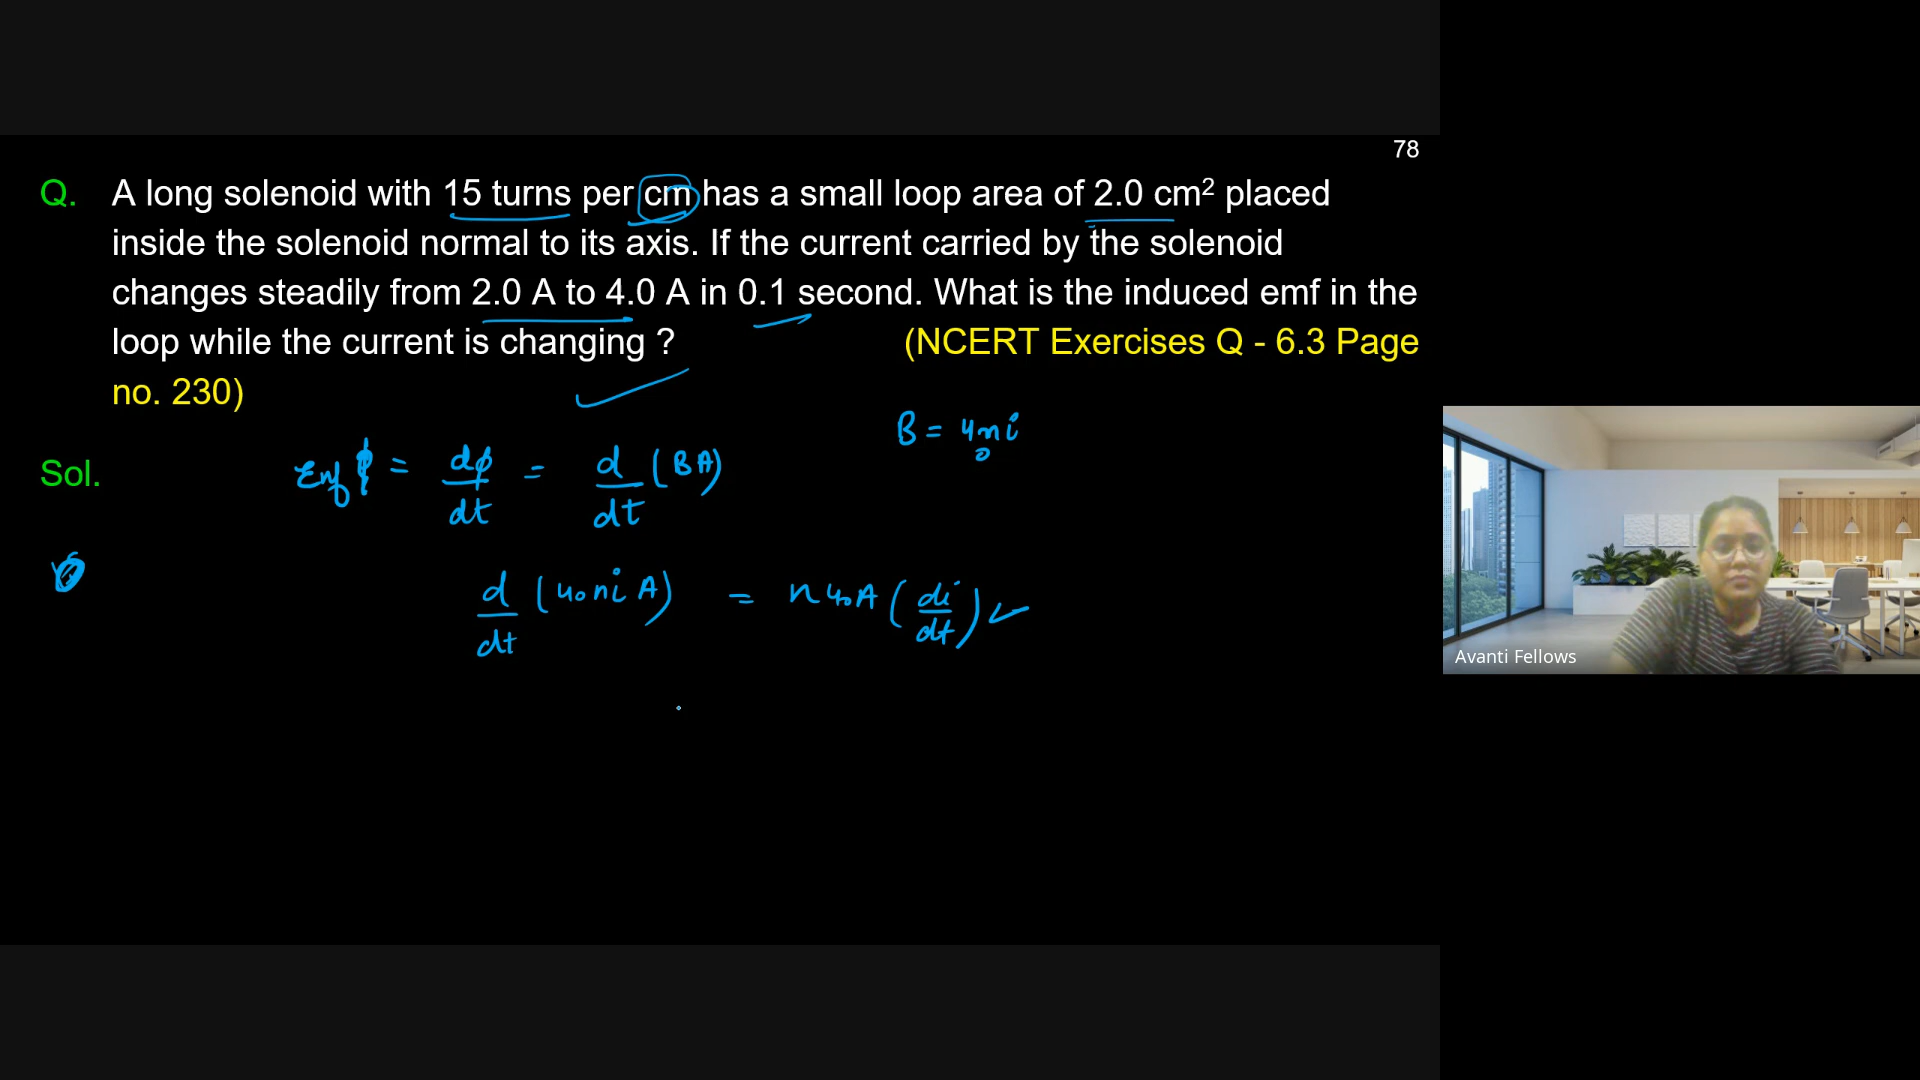 78
Q. A long solenoid with 15 turns per cm has a small loop area of 2.0 cm² placed
inside the solenoid normal to its axis. If the current carried by the solenoid
changes steadily from 2.0 A to 4.0 A in 0.1 second. What is the induced emf in the
loop while the current is changing ? (NCERT Exercises Q - 6.3 Page
no. 230)
B = μ₀ni
Sol. Emf = dφ/dt = d/dt (BA)
d/dt (μ₀niA) = nμ₀A (di/dt)
Avanti Fellows